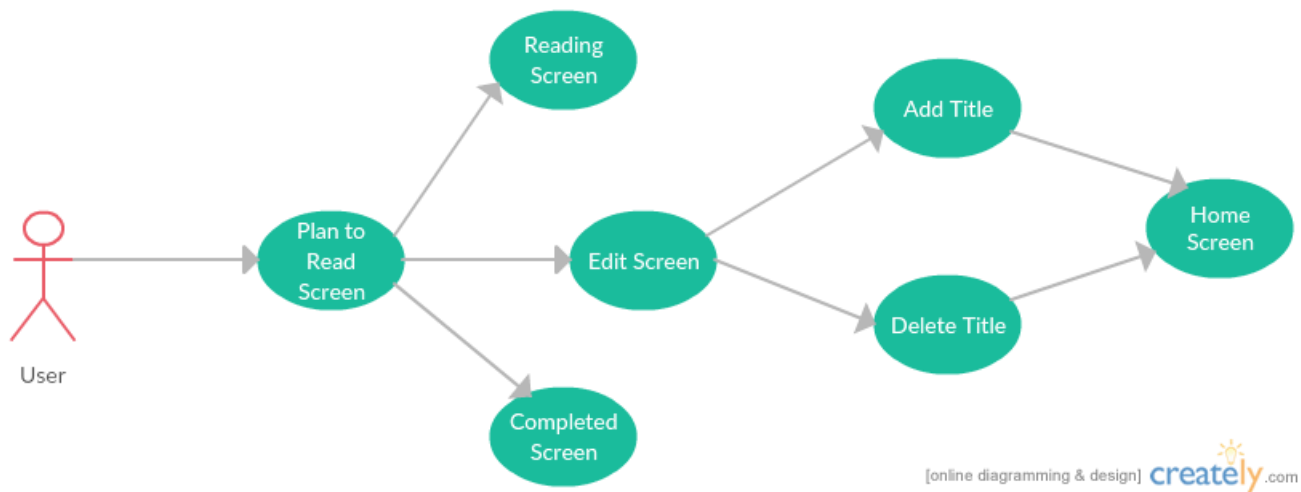 Reading
Screen
Add Title
Plan to
Read
Screen
Edit Screen
Home
Screen
Delete Title
User
Completed
Screen
[online diagramming & design] creately.com